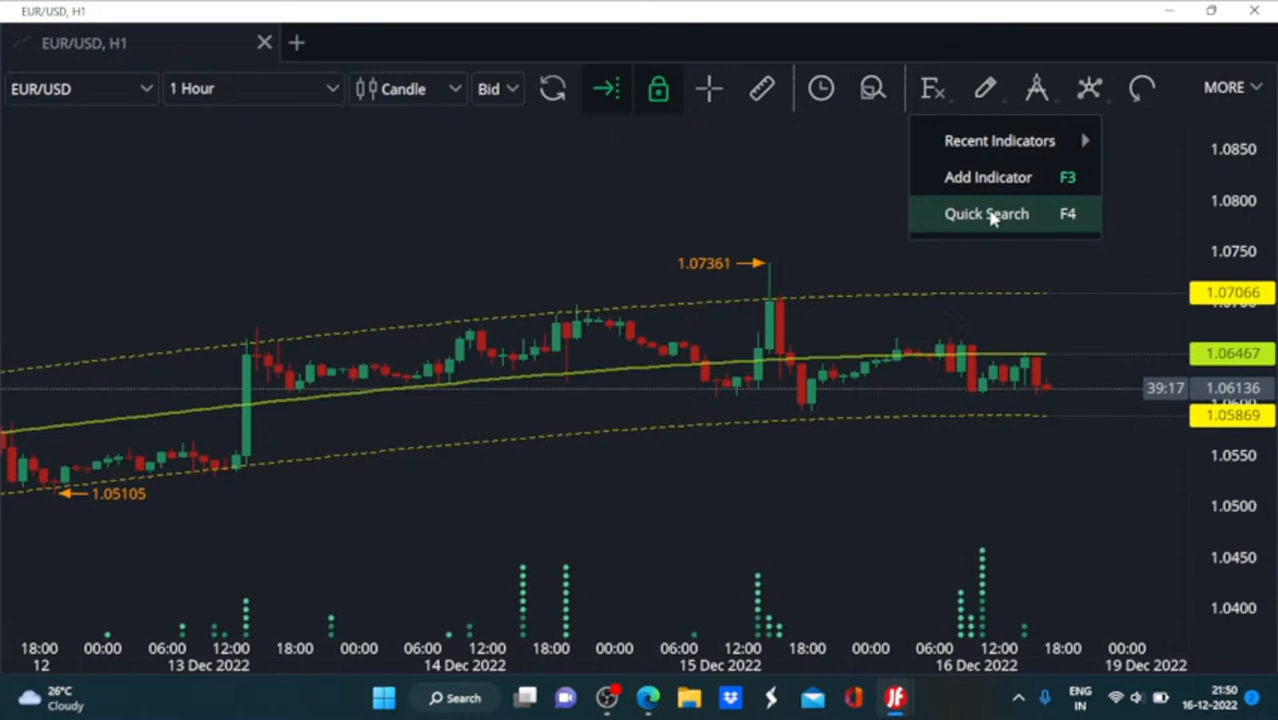 EUR/USD, H1
EUR/USD, H1
EUR/USD 1 Hour Candle Bid Fx MORE
Recent Indicators
Add Indicator F3
Quick Search F4
1.0850
1.0800
1.0750
1.07361
1.07066
1.06467
39:17 1.06136
1.05869
1.0550
1.05105
1.0500
1.0450
1.0400
18:00 00:00 06:00 12:00 18:00 00:00 06:00 12:00 18:00 00:00 06:00 12:00 18:00 00:00 06:00 12:00 18:00 00:00
12 13 Dec 2022 14 Dec 2022 15 Dec 2022 16 Dec 2022 19 Dec 2022
26°C
Cloudy
Search
JF
ENG
IN
21:50
16-12-2022
2